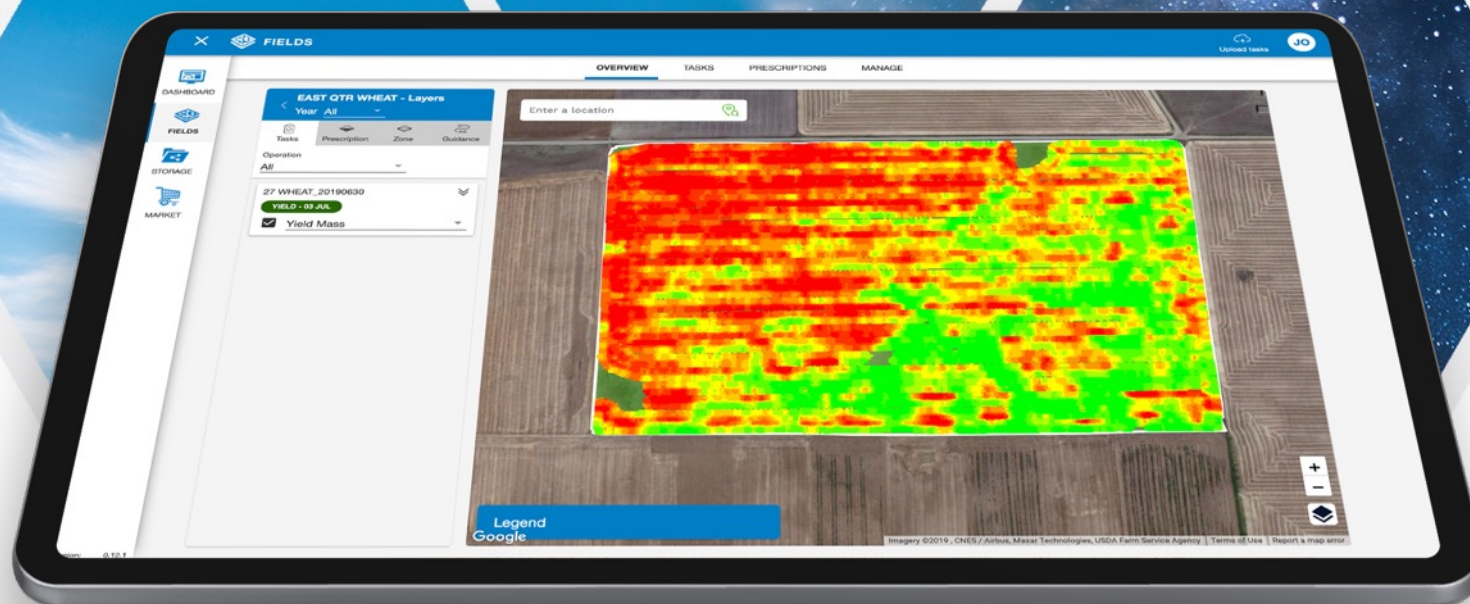 FIELDS
Upload tasks
JO
DASHBOARD
FIELDS
STORAGE
MARKET
OVERVIEW TASKS PRESCRIPTIONS MANAGE
EAST QTR WHEAT - Layers
Year All
Tasks Prescription Zone Guidance
Operation
All
27 WHEAT_20190630
YIELD - 03 JUL
Yield Mass
Enter a location
+
−
Legend
Google
Imagery ©2019 , CNES / Airbus, Maxar Technologies, USDA Farm Service Agency Terms of Use Report a map error
0.12.1